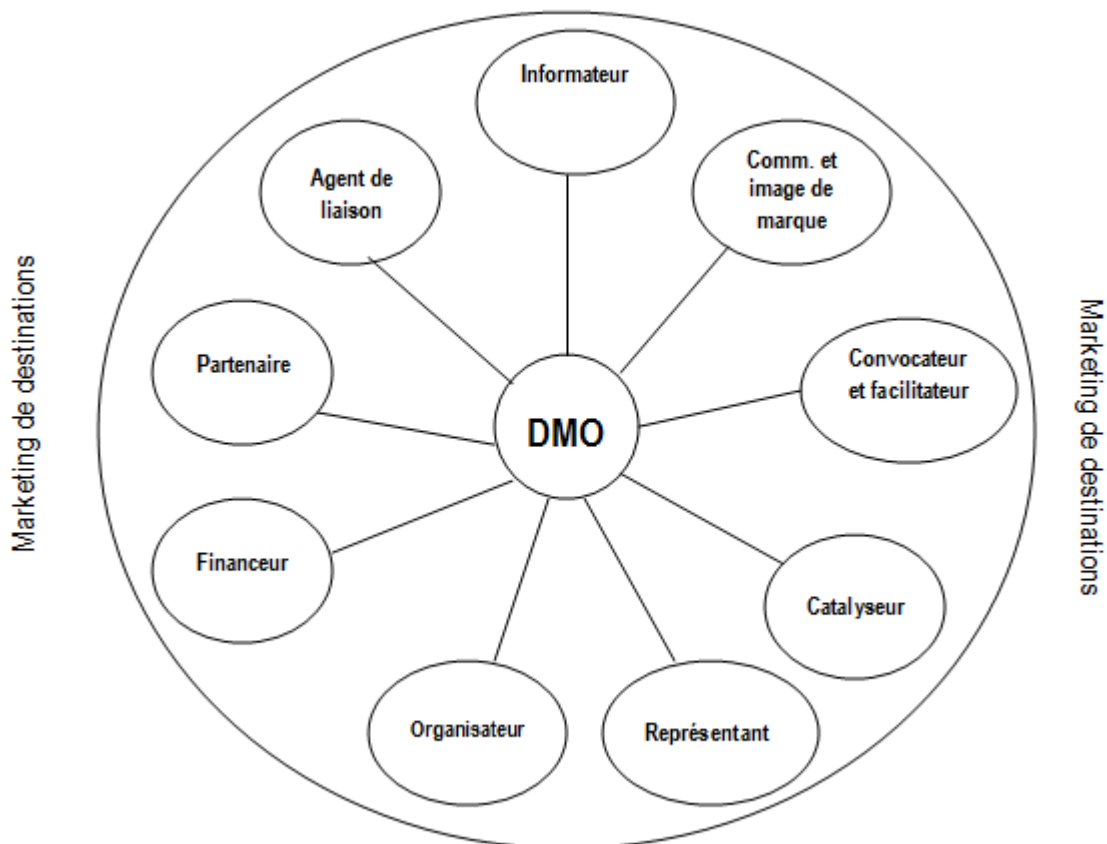 Informateur
Agent de
liaison
Comm. et
image de
marque
Partenaire
Convocateur
et facilitateur
DMO
Financeur
Catalyseur
Organisateur
Représentant
Marketing de destinations
Marketing de destinations